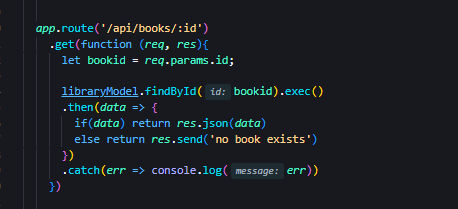 app.route('/api/books/:id')
.get(function (req, res){
let bookid = req.params.id;
libraryModel.findById( id: bookid).exec()
.then(data => {
if(data) return res.json(data)
else return res.send('no book exists')
})
.catch(err => console.log( message: err))
})